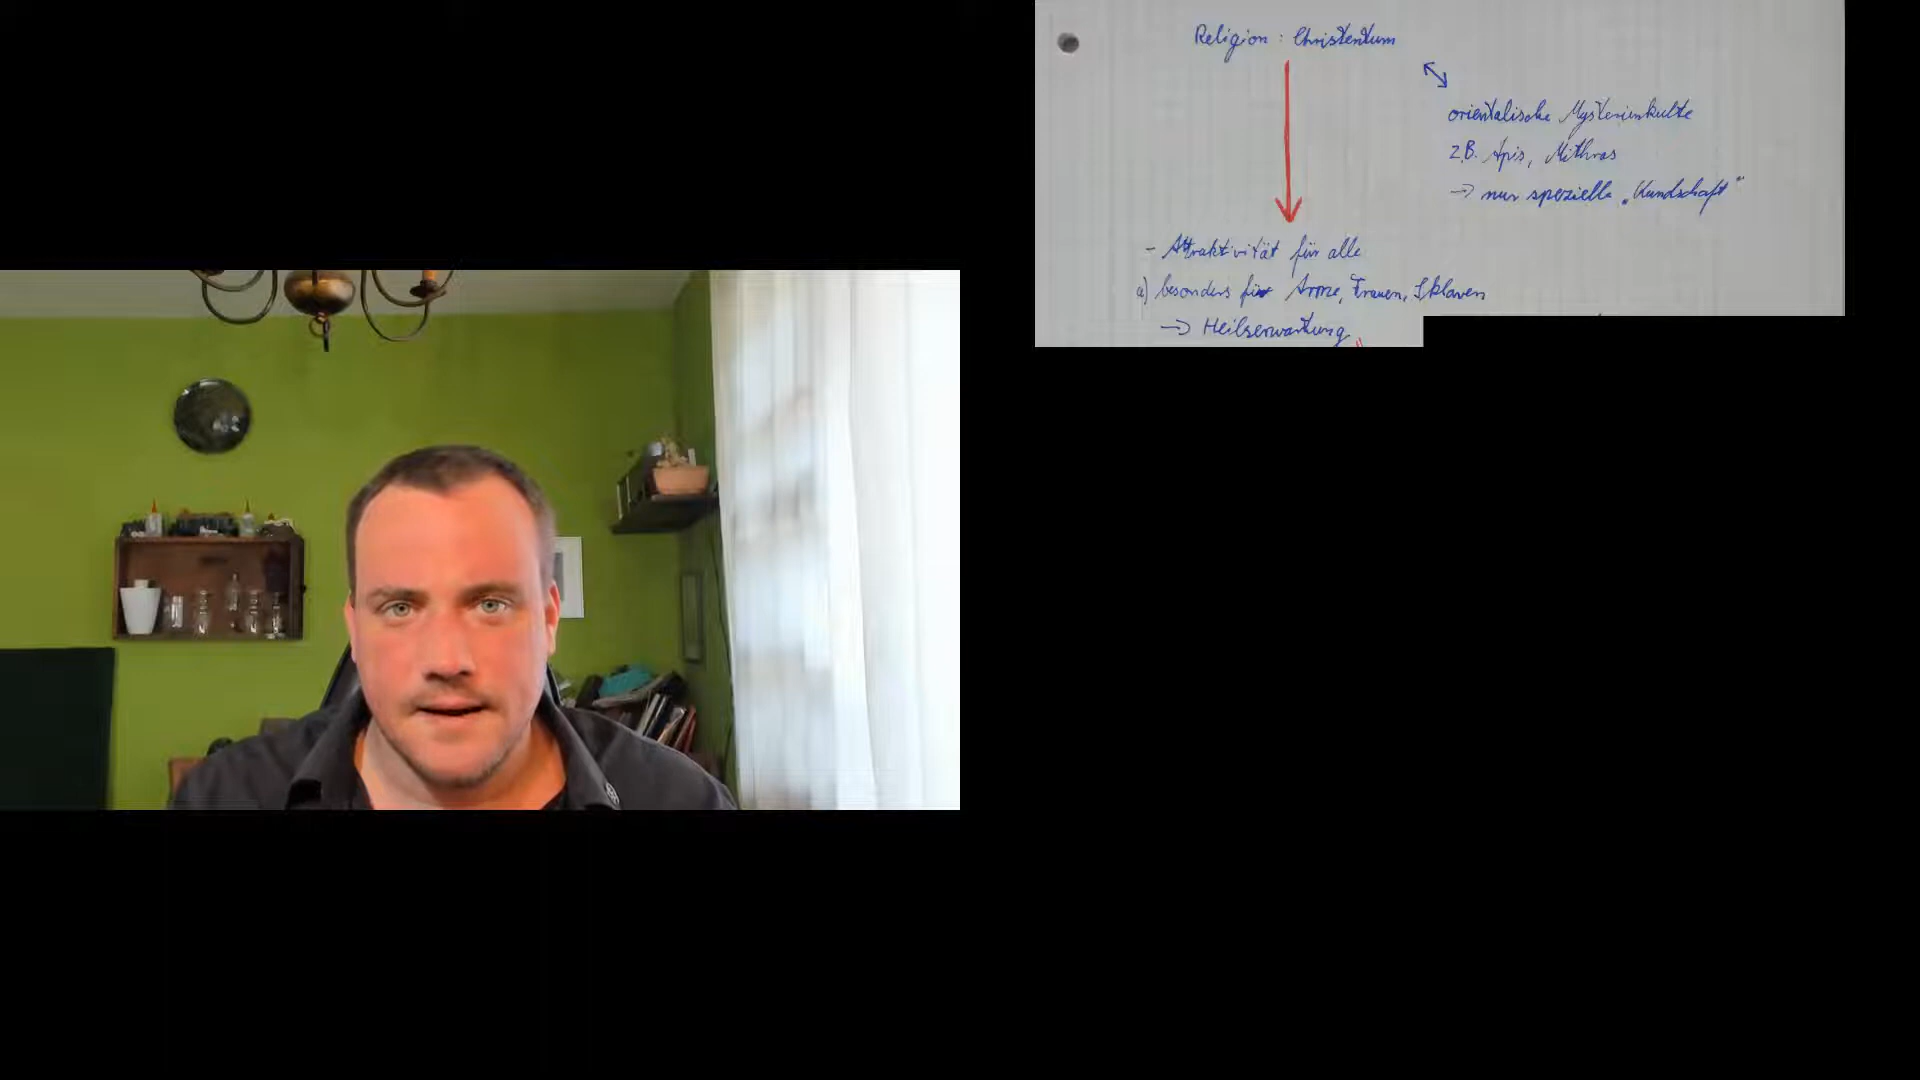 Religion : Christentum
orientalische Mysterienkulte
z.B. Apis, Mithras
→ nur spezielle „Kundschaft"
- Attraktivität für alle
a) besonders für Arme, Frauen, Sklaven
→ Heilserwartung